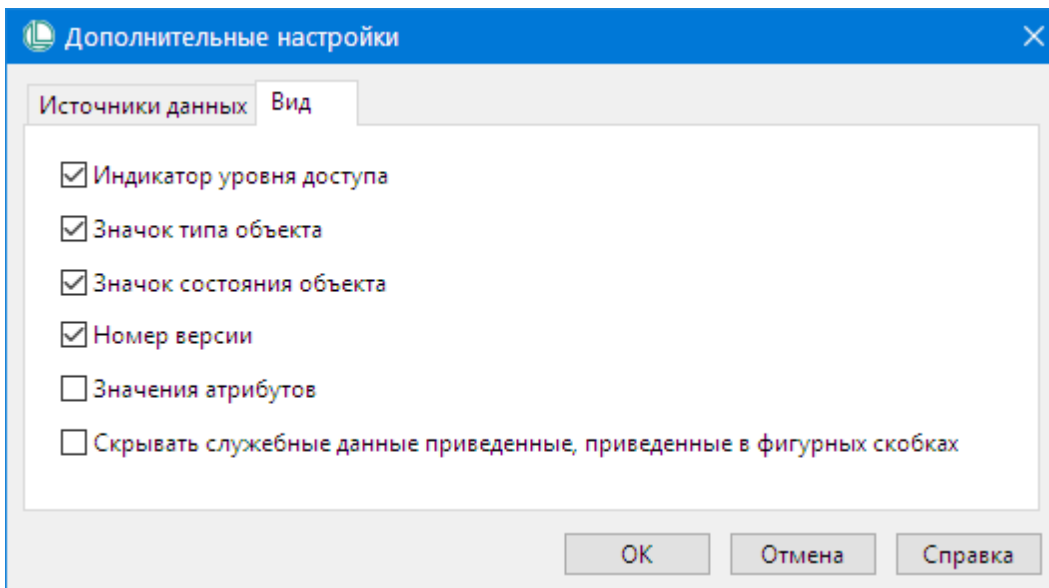 Дополнительные настройки
Источники данных Вид
Индикатор уровня доступа
Значок типа объекта
Значок состояния объекта
Номер версии
Значения атрибутов
Скрывать служебные данные приведенные, приведенные в фигурных скобках
ОК Отмена Справка